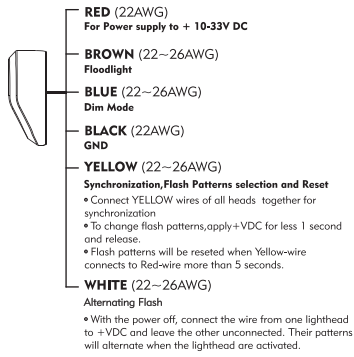 RED (22AWG)
For Power supply to + 10-33V DC
BROWN (22~26AWG)
Floodlight
BLUE (22~26AWG)
Dim Mode
BLACK (22AWG)
GND
YELLOW (22~26AWG)
Synchronization,Flash Patterns selection and Reset
• Connect YELLOW wires of all heads together for
synchronization
• To change flash patterns,apply+VDC for less 1 second
and release.
• Flash patterns will be reseted when Yellow-wire
connects to Red-wire more than 5 seconds.
WHITE (22~26AWG)
Alternating Flash
• With the power off, connect the wire from one lighthead
to +VDC and leave the other unconnected. Their patterns
will alternate when the lighthead are activated.